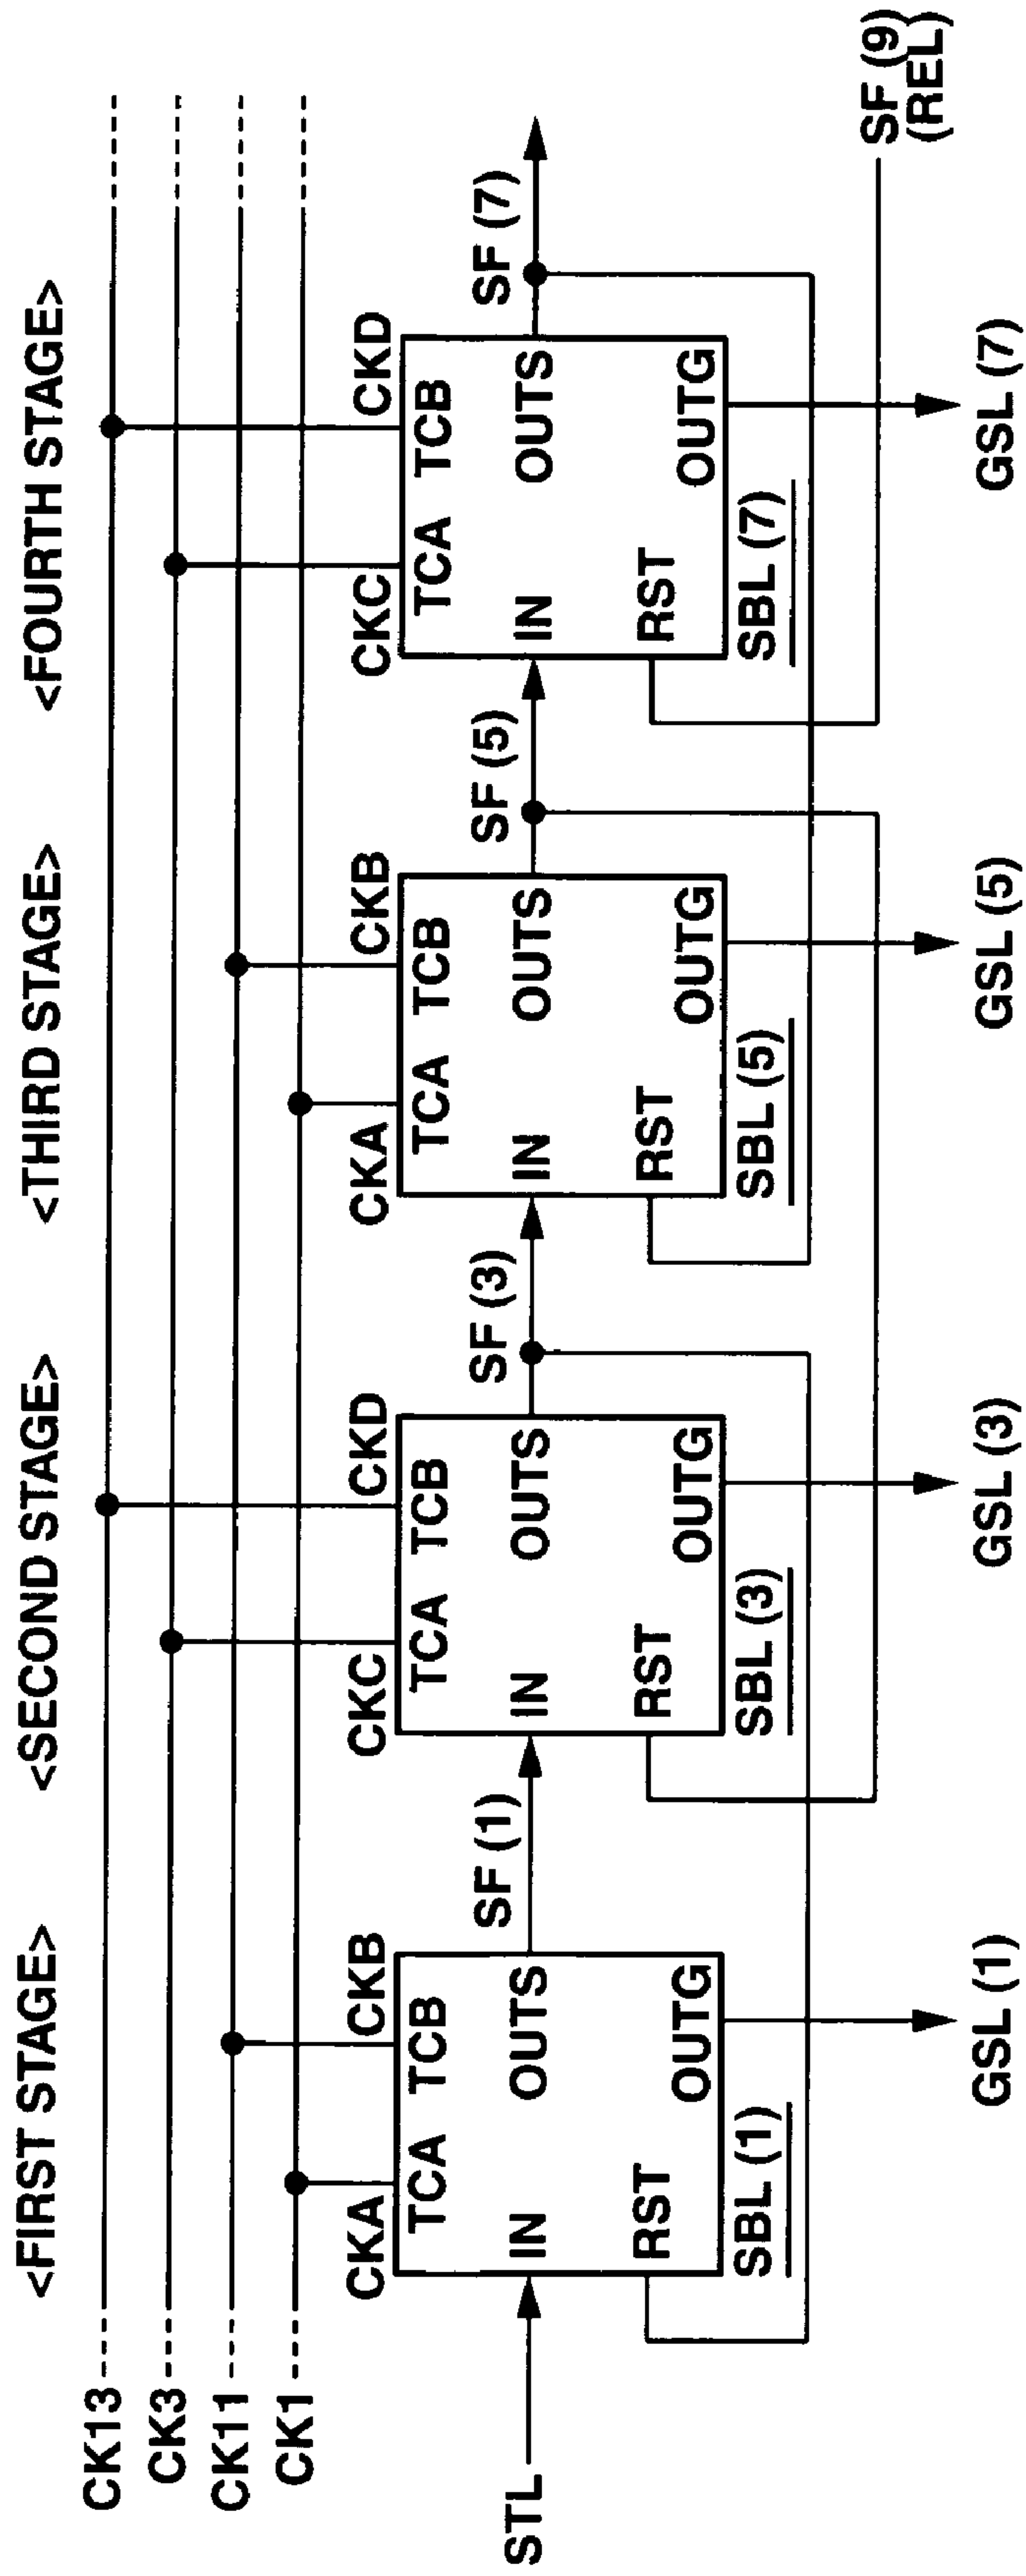 <FIRST STAGE>
<SECOND STAGE>
<THIRD STAGE>
<FOURTH STAGE>
CK13
CK3
CK11
CK1
CKA
CKB
TCA TCB
STL
IN
OUTS
RST
OUTG
SBL (1)
GSL (1)
SF (1)
CKC
CKD
TCA TCB
IN
OUTS
RST
OUTG
SBL (3)
GSL (3)
SF (3)
CKA
CKB
TCA TCB
IN
OUTS
RST
OUTG
SBL (5)
GSL (5)
SF (5)
CKC
CKD
TCA TCB
IN
OUTS
RST
OUTG
SBL (7)
GSL (7)
SF (7)
SF (9)
(REL)